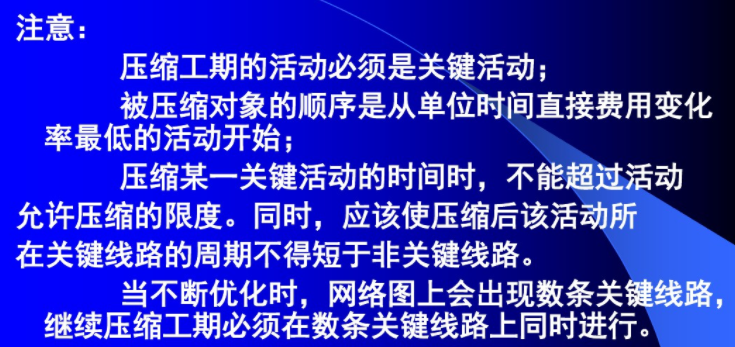 注意：
压缩工期的活动必须是关键活动；
被压缩对象的顺序是从单位时间直接费用变化
率最低的活动开始；
压缩某一关键活动的时间时，不能超过活动
允许压缩的限度。同时，应该使压缩后该活动所
在关键线路的周期不得短于非关键线路。
当不断优化时，网络图上会出现数条关键线路，
继续压缩工期必须在数条关键线路上同时进行。